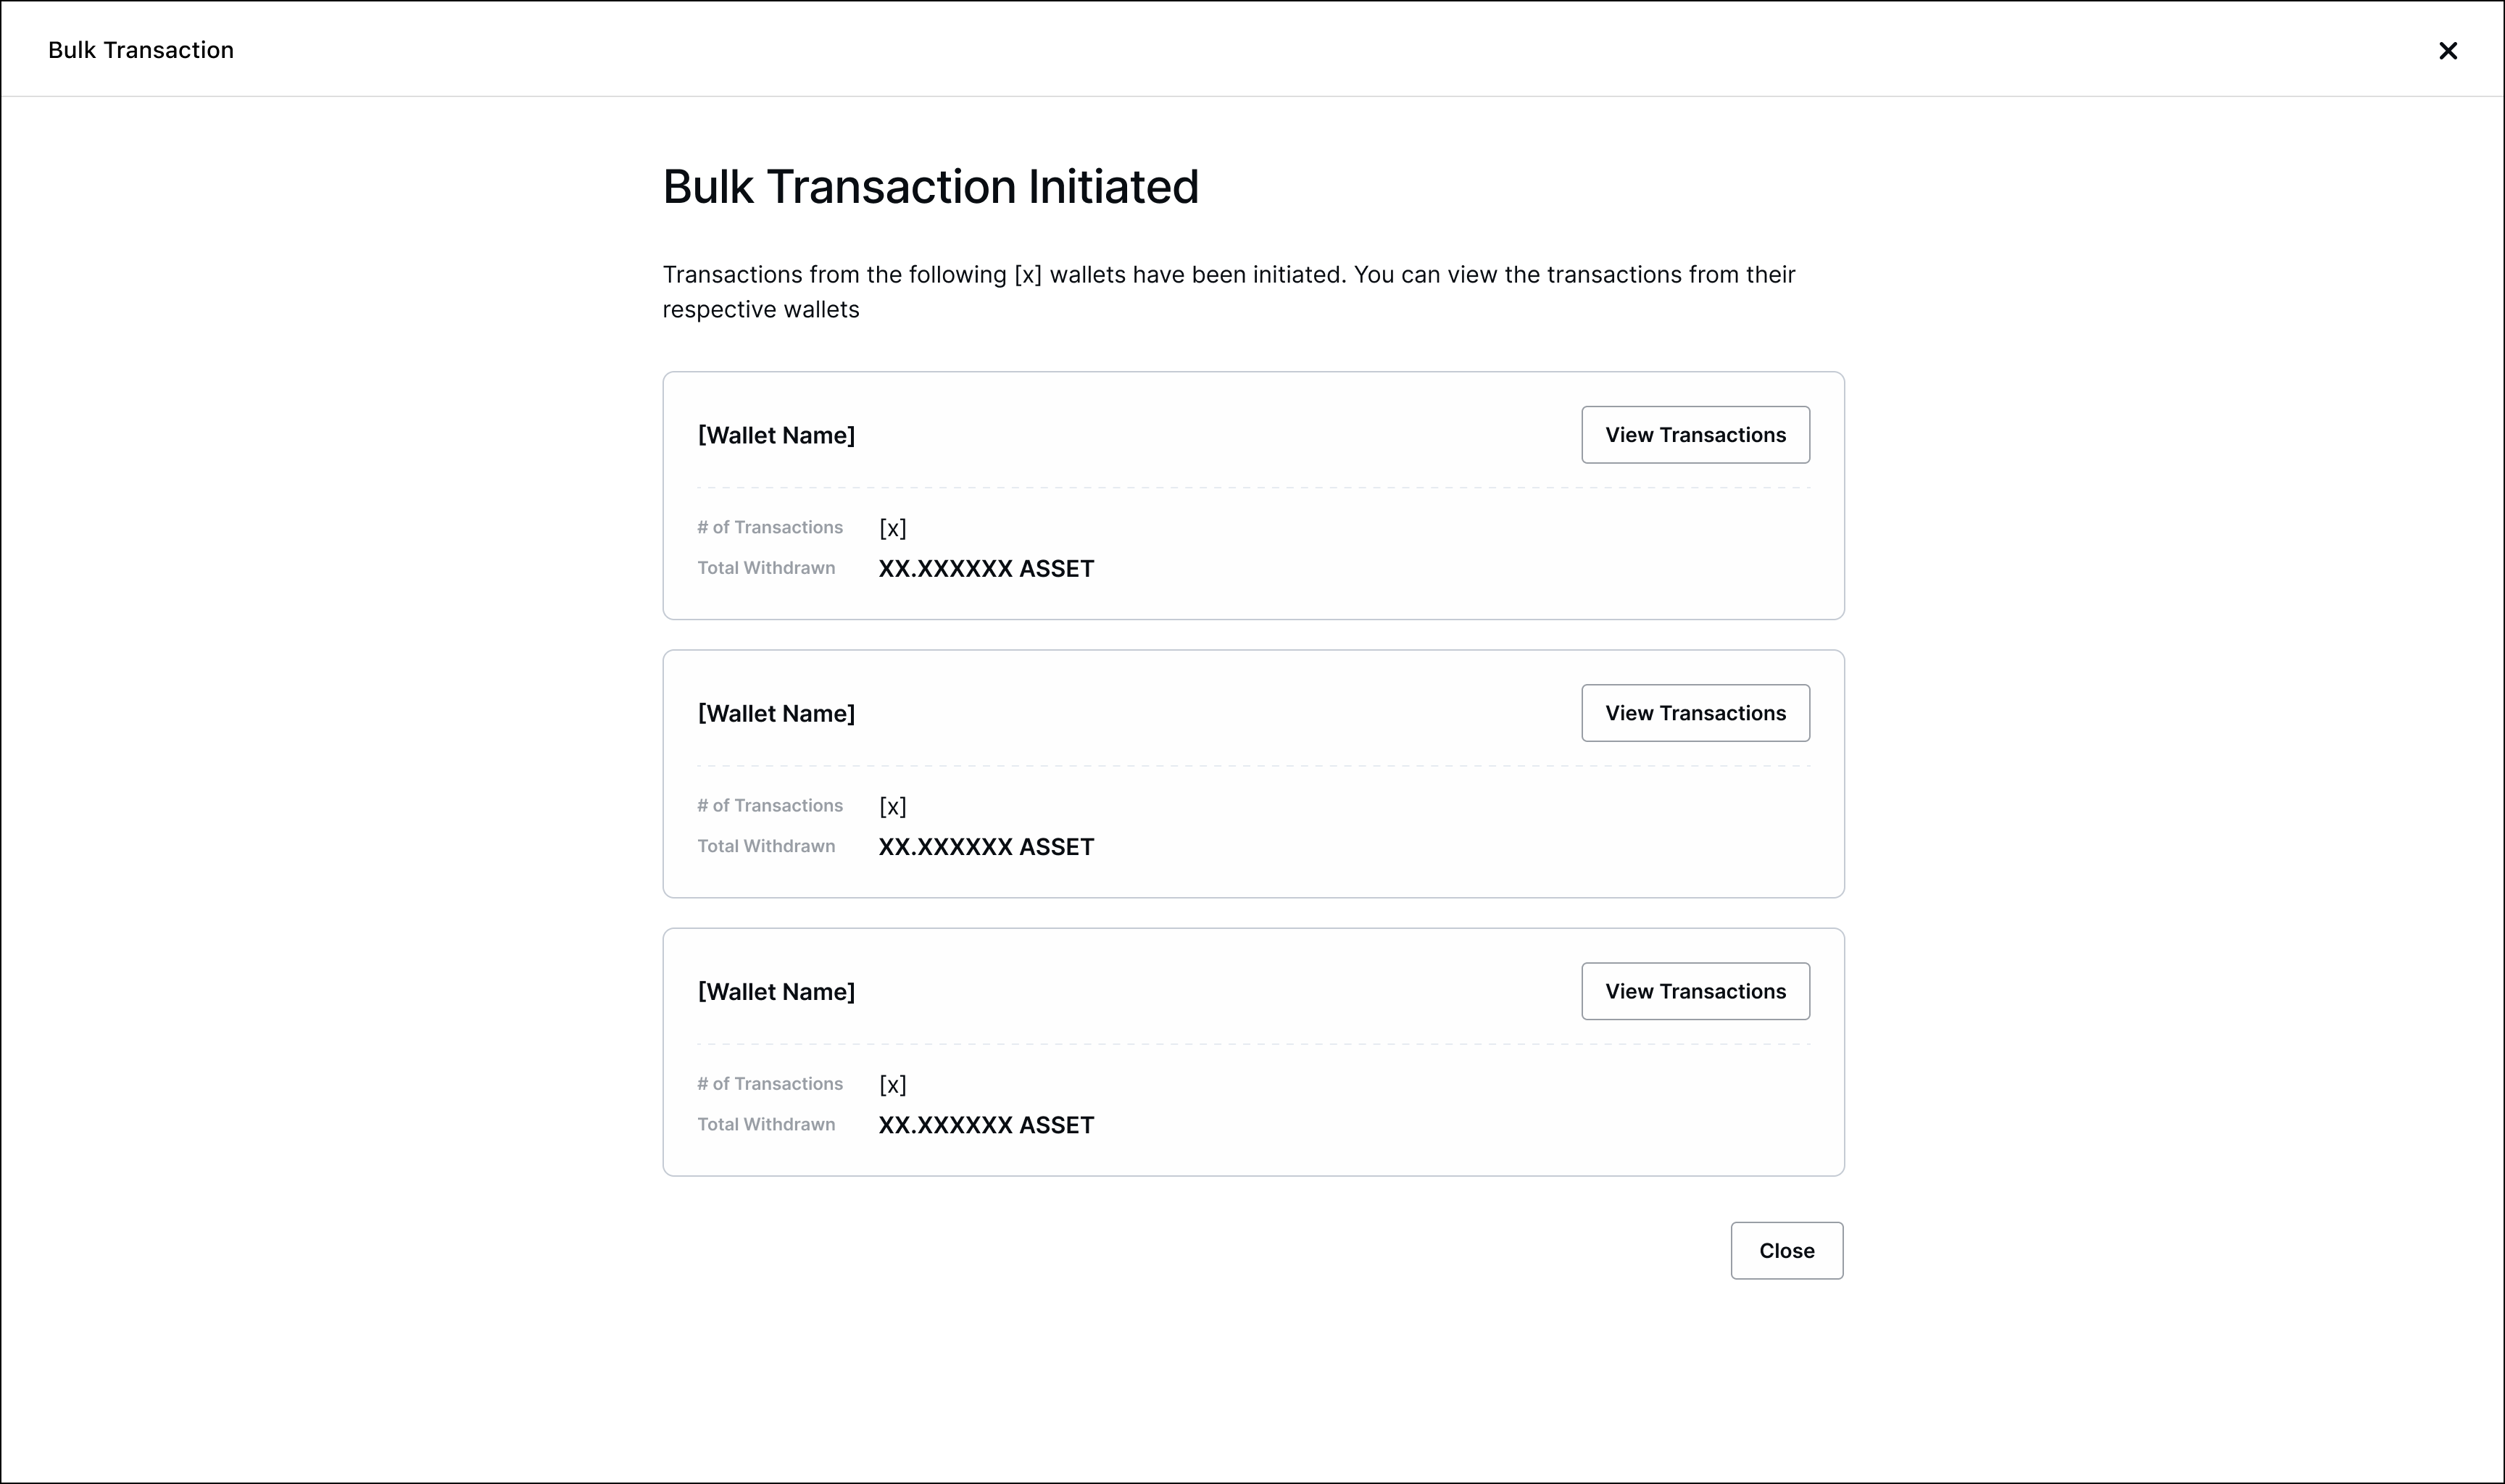 Bulk Transaction
Bulk Transaction Initiated
Transactions from the following [x] wallets have been initiated. You can view the transactions from their
respective wallets
[Wallet Name]
View Transactions
# of Transactions [x]
Total Withdrawn XX.XXXXXX ASSET
[Wallet Name]
View Transactions
# of Transactions [x]
Total Withdrawn XX.XXXXXX ASSET
[Wallet Name]
View Transactions
# of Transactions [x]
Total Withdrawn XX.XXXXXX ASSET
Close